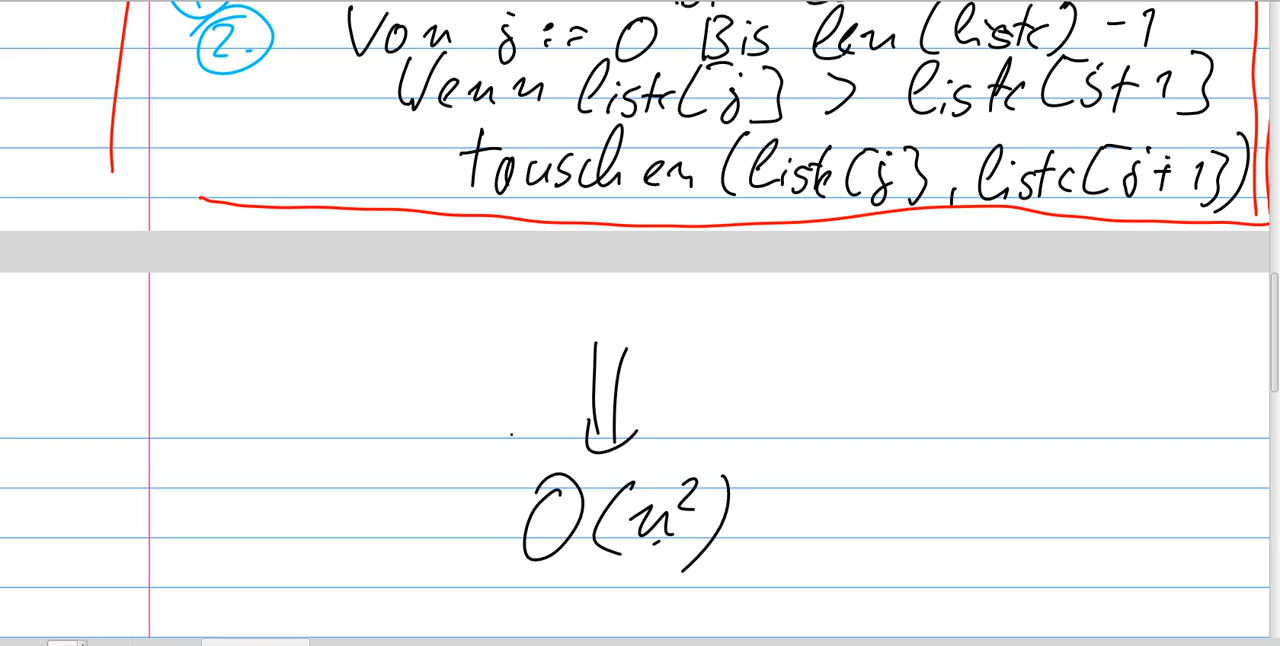 2. Von j := 0 Bis len(liste) - 1
Wenn liste[j] > liste[j+1]
tauschen(liste[j], liste[j+1])
O(n²)